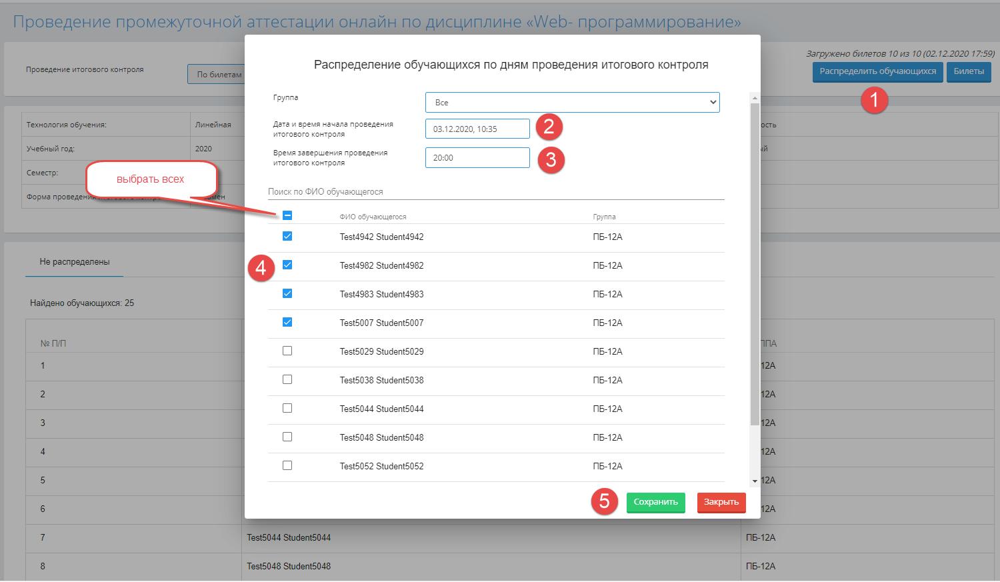 Проведение промежуточной аттестации онлайн по дисциплине «Web- программирование»
Загружено билетов 10 из 10 (02.12.2020 17:59)
Проведение итогового контроля
По билетам
Распределить обучающихся
Билеты
1
Распределение обучающихся по дням проведения итогового контроля
Группа
Все
Дата и время начала проведения
итогового контроля
03.12.2020, 10:35
2
Время завершения проведения
итогового контроля
20:00
3
Технология обучения:
Линейная
Учебный год:
2020
Семестр:
выбрать всех
Форма проведения
Поиск по ФИО обучающегося
ФИО обучающегося
Группа
Test4942 Student4942
ПБ-12А
4
Test4982 Student4982
ПБ-12А
Test4983 Student4983
ПБ-12А
Test5007 Student5007
ПБ-12А
Test5029 Student5029
ПБ-12А
Test5038 Student5038
ПБ-12А
Test5044 Student5044
ПБ-12А
Test5048 Student5048
ПБ-12А
Test5052 Student5052
ПБ-12А
5
Сохранить
Закрыть
Не распределены
Найдено обучающихся: 25
№ П/П
1
12А
2
12А
3
12А
4
12А
5
12А
6
12А
7
Test5044 Student5044
ПБ-12А
8
Test5048 Student5048
ПБ-12А